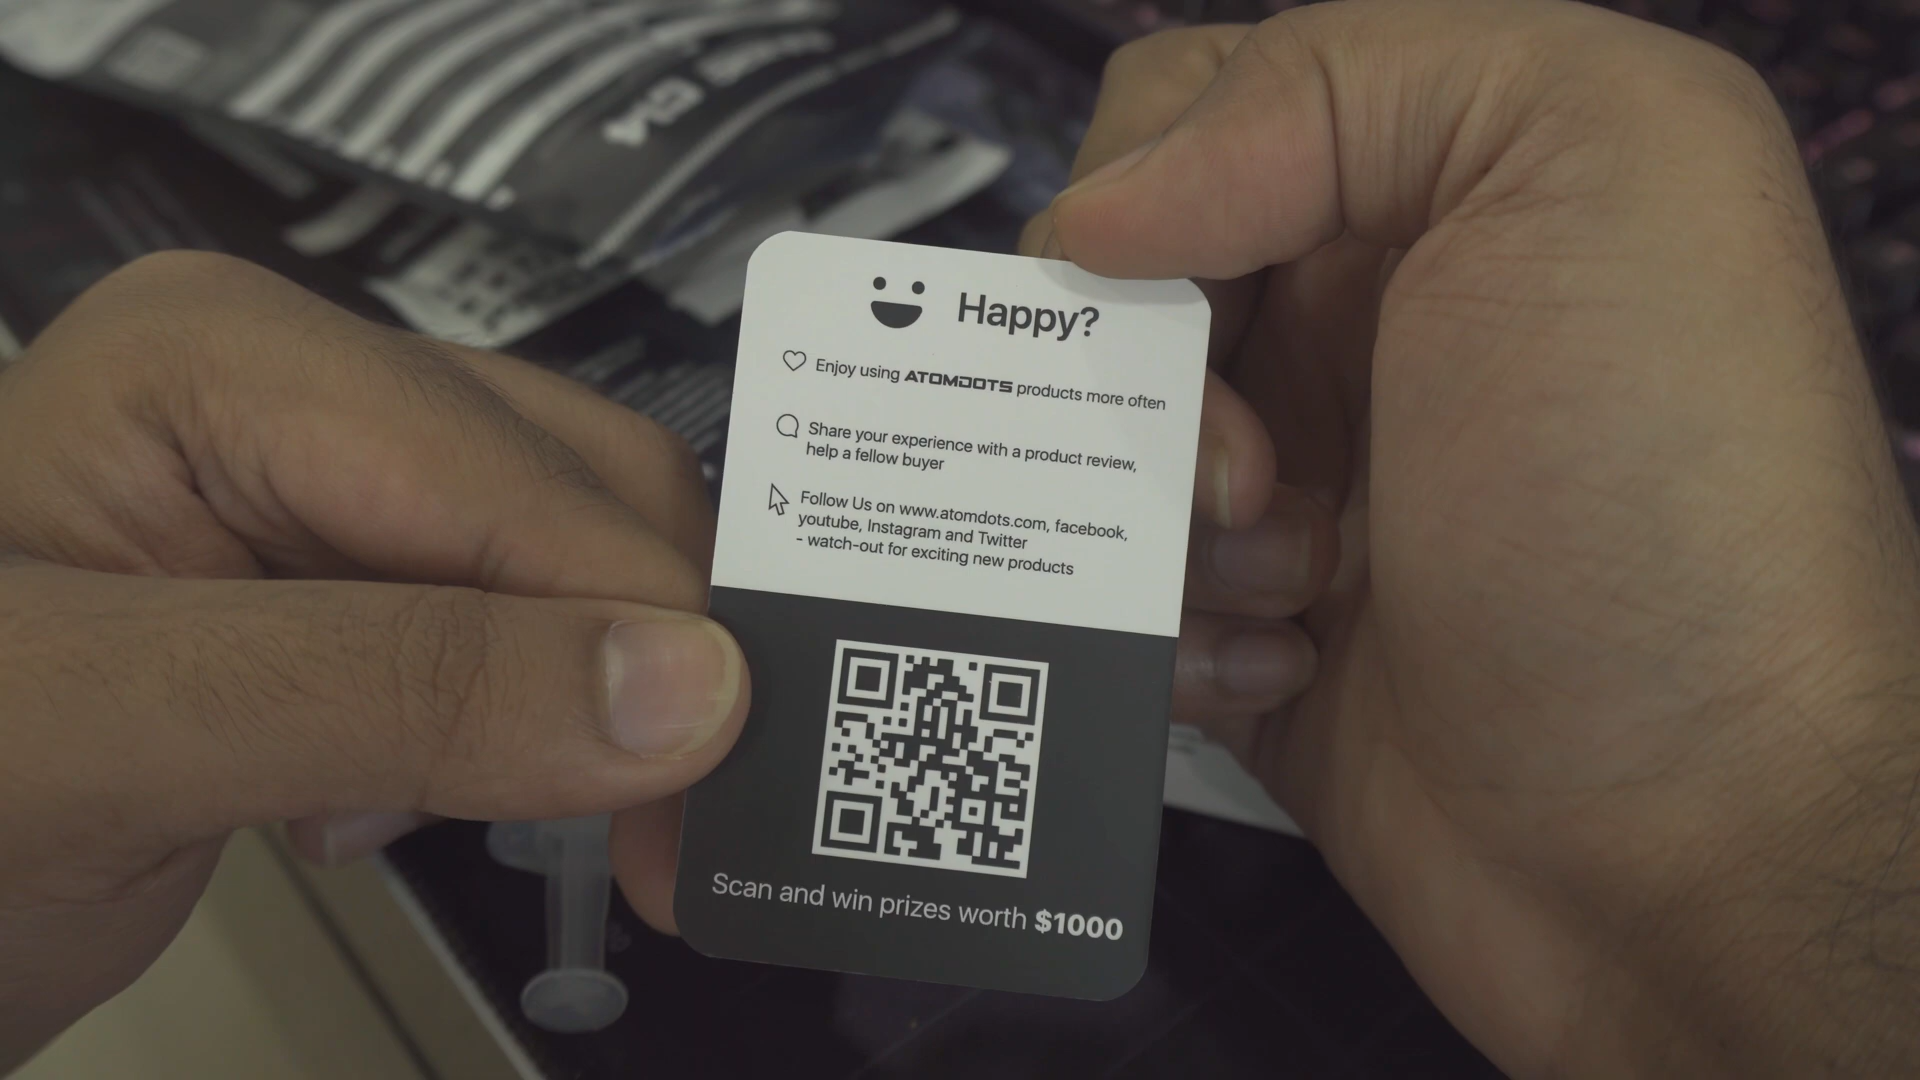 Happy?
Enjoy using ATOMDOTS products more often
Share your experience with a product review,
help a fellow buyer
Follow Us on www.atomdots.com, facebook,
youtube, Instagram and Twitter
- watch-out for exciting new products
Scan and win prizes worth $1000